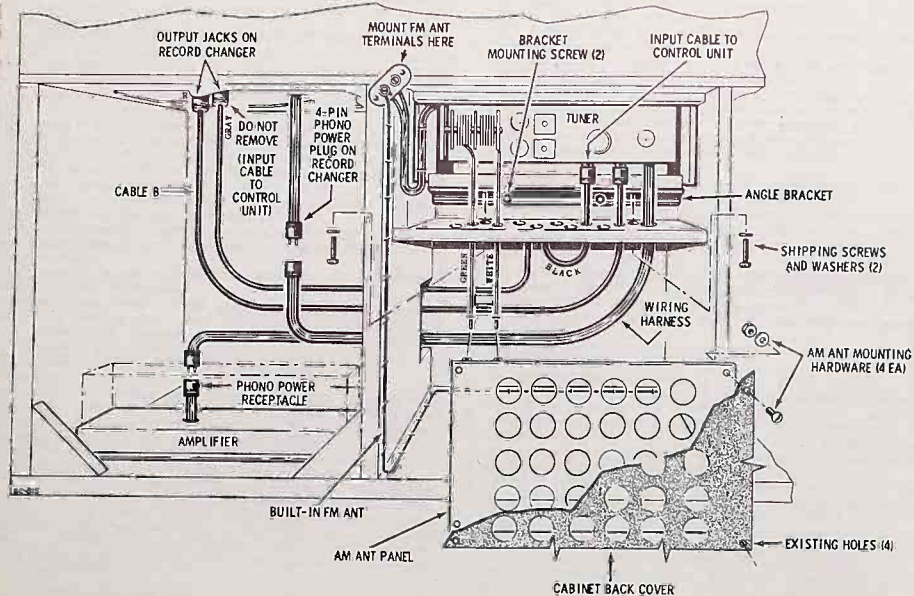 OUTPUT JACKS ON
RECORD CHANGER
MOUNT FM ANT
TERMINALS HERE
BRACKET
MOUNTING SCREW (2)
INPUT CABLE TO
CONTROL UNIT
GRAY
DO NOT
REMOVE
(INPUT
CABLE
TO
CONTROL
UNIT)
4-PIN
PHONO
POWER
PLUG ON
RECORD
CHANGER
TUNER
CABLE B
ANGLE BRACKET
SHIPPING SCREWS
AND WASHERS (2)
GREEN
WHITE
BLACK
WIRING
HARNESS
AM ANT MOUNTING
HARDWARE (4 EA)
PHONO POWER
RECEPTACLE
AMPLIFIER
BUILT-IN FM ANT
AM ANT PANEL
EXISTING HOLES (4)
CABINET BACK COVER